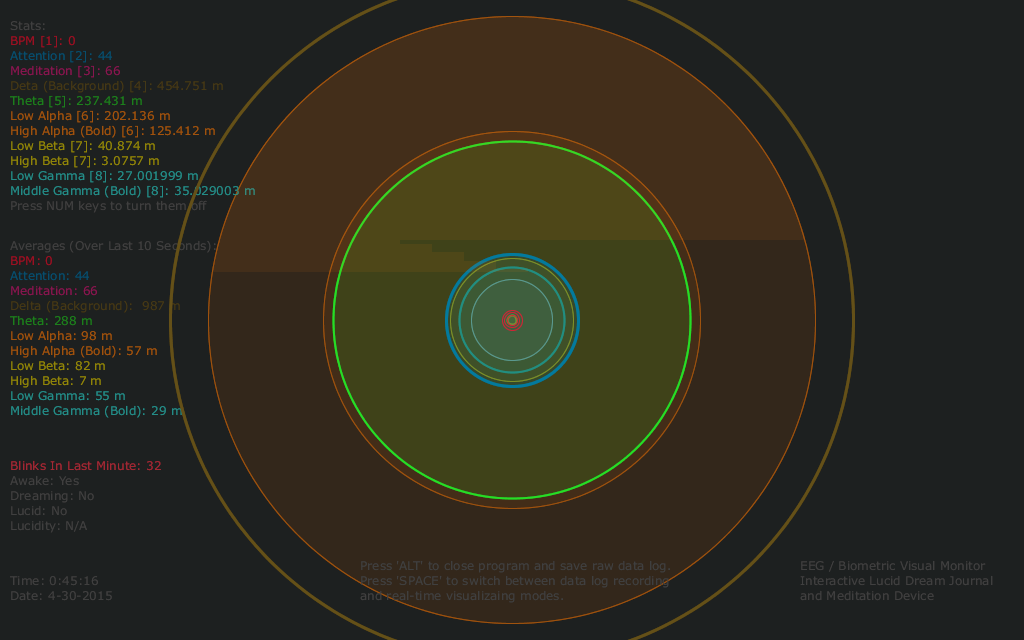 Stats:
BPM [1]: 0
Attention [2]: 44
Meditation [3]: 66
Deta (Background) [4]: 454.751 m
Theta [5]: 237.431 m
Low Alpha [6]: 202.136 m
High Alpha (Bold) [6]: 125.412 m
Low Beta [7]: 40.874 m
High Beta [7]: 3.0757 m
Low Gamma [8]: 27.001999 m
Middle Gamma (Bold) [8]: 35.029003 m
Press NUM keys to turn them off
Averages (Over Last 10 Seconds):
BPM: 0
Attention: 44
Meditation: 66
Delta (Background): 987 m
Theta: 288 m
Low Alpha: 98 m
High Alpha (Bold): 57 m
Low Beta: 82 m
High Beta: 7 m
Low Gamma: 55 m
Middle Gamma (Bold): 29 m
Blinks In Last Minute: 32
Awake: Yes
Dreaming: No
Lucid: No
Lucidity: N/A
Time: 0:45:16
Date: 4-30-2015
Press 'ALT' to close program and save raw data log.
Press 'SPACE' to switch between data log recording
and real-time visualizaing modes.
EEG / Biometric Visual Monitor
Interactive Lucid Dream Journal
and Meditation Device